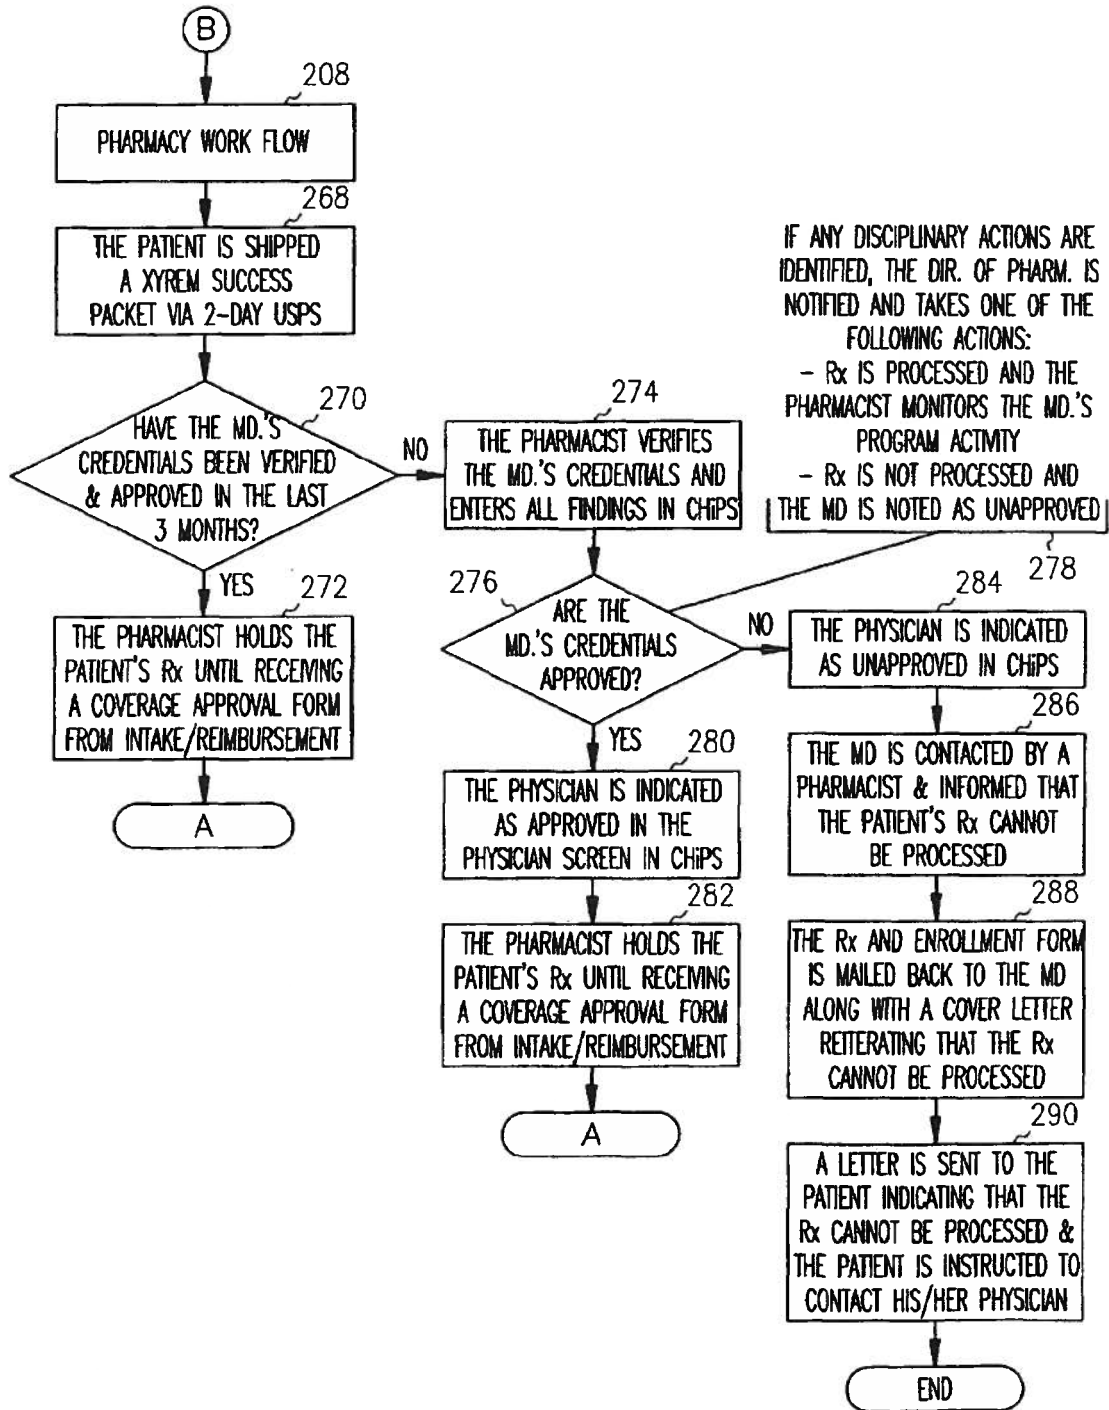 B
208
PHARMACY WORK FLOW
268
THE PATIENT IS SHIPPED
A XYREM SUCCESS
PACKET VIA 2-DAY USPS
270
HAVE THE MD.'S
CREDENTIALS BEEN VERIFIED
& APPROVED IN THE LAST
3 MONTHS?
NO
YES
272
THE PHARMACIST HOLDS THE
PATIENT'S Rx UNTIL RECEIVING
A COVERAGE APPROVAL FORM
FROM INTAKE/REIMBURSEMENT
A
274
THE PHARMACIST VERIFIES
THE MD.'S CREDENTIALS AND
ENTERS ALL FINDINGS IN CHiPS
IF ANY DISCIPLINARY ACTIONS ARE
IDENTIFIED, THE DIR. OF PHARM. IS
NOTIFIED AND TAKES ONE OF THE
FOLLOWING ACTIONS:
- Rx IS PROCESSED AND THE
PHARMACIST MONITORS THE MD.'S
PROGRAM ACTIVITY
- Rx IS NOT PROCESSED AND
THE MD IS NOTED AS UNAPPROVED
278
276
ARE THE
MD.'S CREDENTIALS
APPROVED?
NO
YES
280
THE PHYSICIAN IS INDICATED
AS APPROVED IN THE
PHYSICIAN SCREEN IN CHiPS
282
THE PHARMACIST HOLDS THE
PATIENT'S Rx UNTIL RECEIVING
A COVERAGE APPROVAL FORM
FROM INTAKE/REIMBURSEMENT
A
284
THE PHYSICIAN IS INDICATED
AS UNAPPROVED IN CHiPS
286
THE MD IS CONTACTED BY A
PHARMACIST & INFORMED THAT
THE PATIENT'S Rx CANNOT
BE PROCESSED
288
THE Rx AND ENROLLMENT FORM
IS MAILED BACK TO THE MD
ALONG WITH A COVER LETTER
REITERATING THAT THE Rx
CANNOT BE PROCESSED
290
A LETTER IS SENT TO THE
PATIENT INDICATING THAT THE
Rx CANNOT BE PROCESSED &
THE PATIENT IS INSTRUCTED TO
CONTACT HIS/HER PHYSICIAN
END